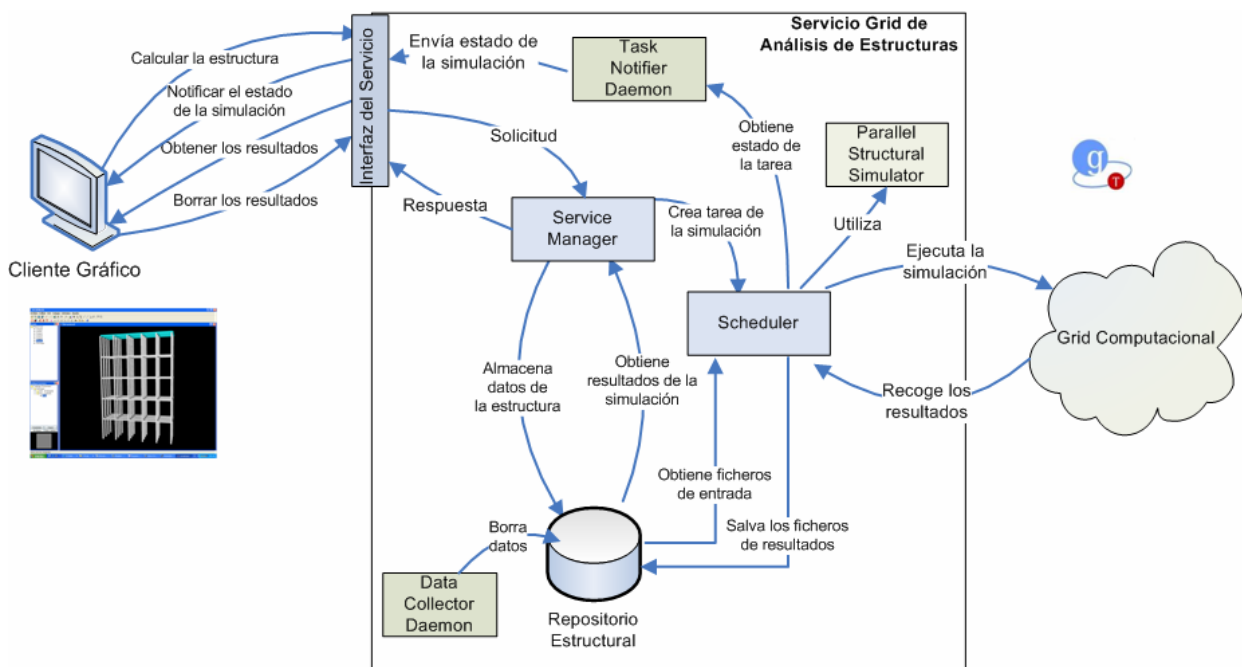 Servicio Grid de
Análisis de Estructuras
Calcular la estructura
Notificar el estado
de la simulación
Obtener los resultados
Borrar los resultados
Cliente Gráfico
Interfaz del Servicio
Envía estado de
la simulación
Task
Notifier
Daemon
Solicitud
Respuesta
Obtiene
estado de
la tarea
Parallel
Structural
Simulator
Service
Manager
Crea tarea de
la simulación
Utiliza
Ejecuta la
simulación
g
T
Scheduler
Grid Computacional
Recoge los
resultados
Almacena
datos de
la estructura
Obtiene
resultados de la
simulación
Obtiene ficheros
de entrada
Salva los ficheros
de resultados
Borra
datos
Data
Collector
Daemon
Repositorio
Estructural